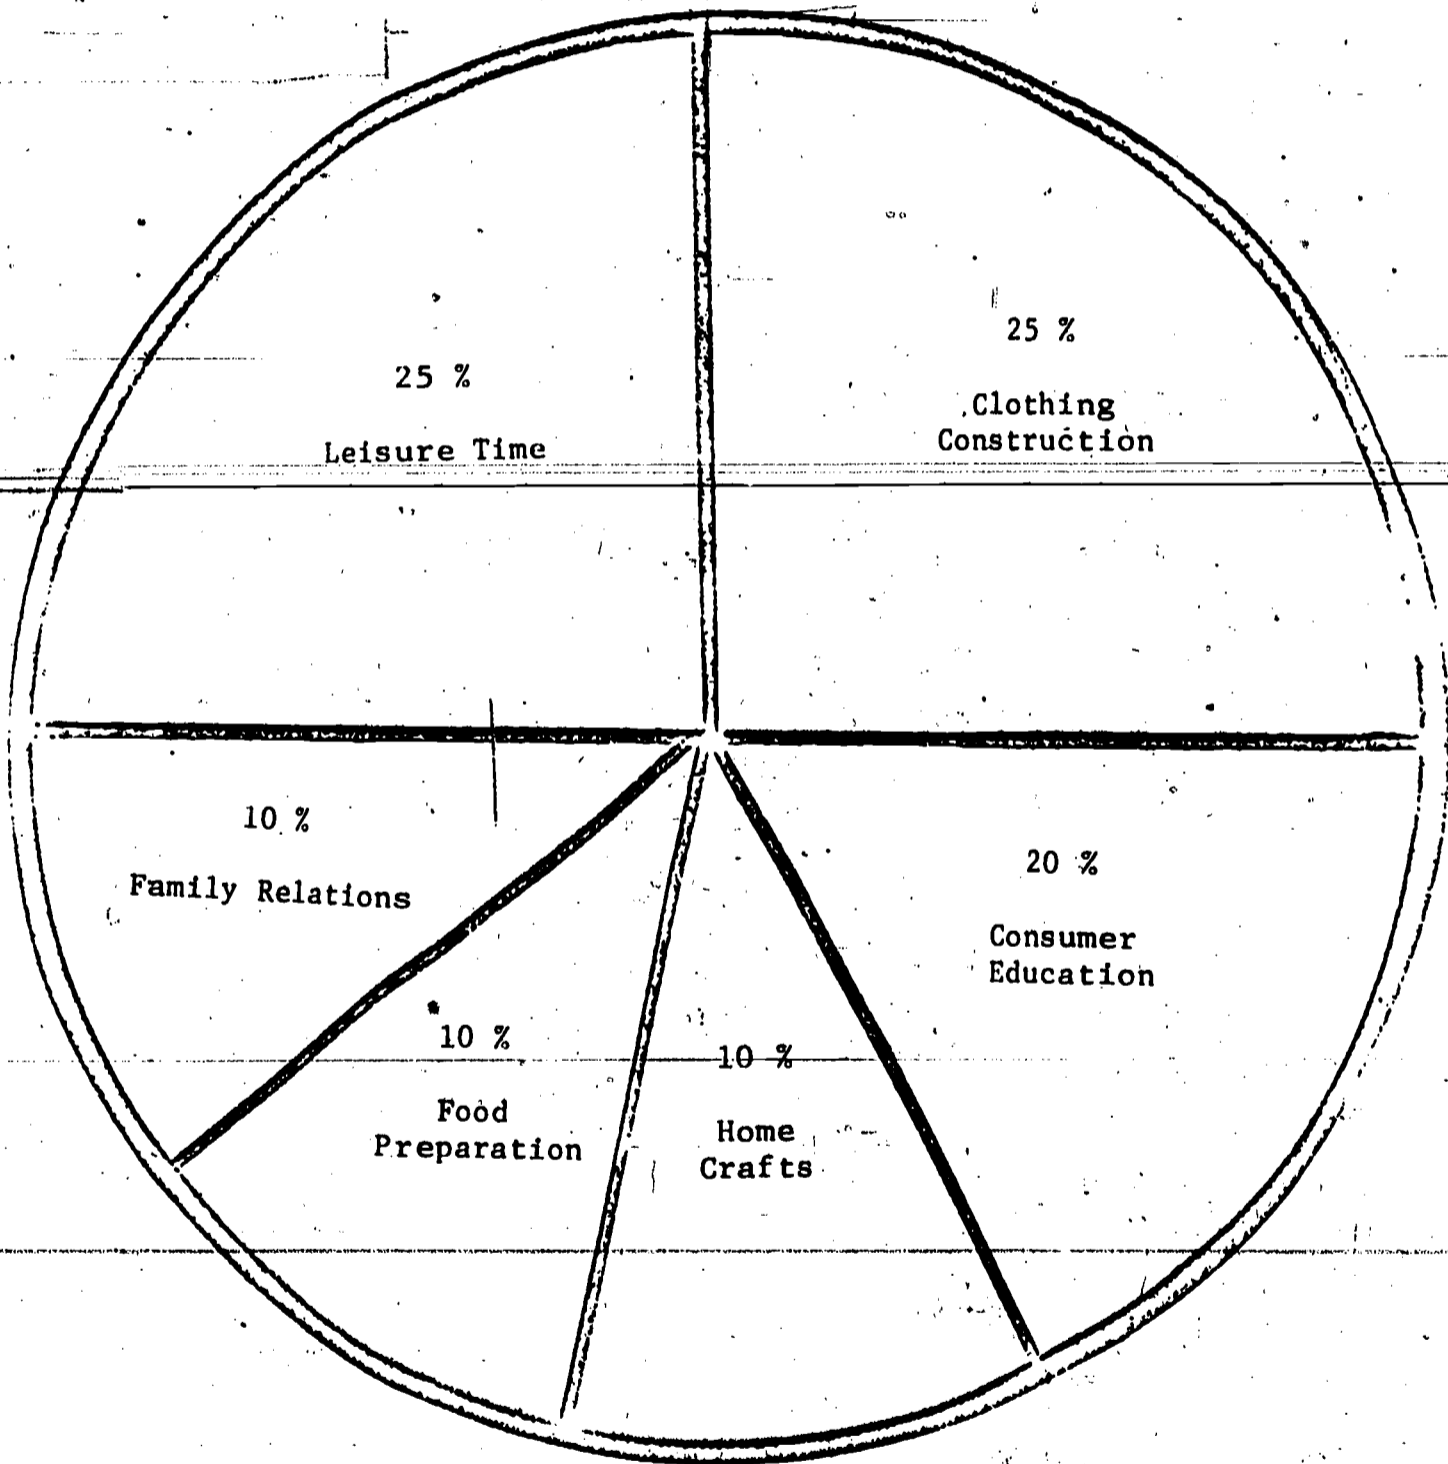 25 %
Leisure Time
25 %
Clothing
Construction
10 %
Family Relations
10 %
Food
Preparation
10 %
Home
Crafts
20 %
Consumer
Education